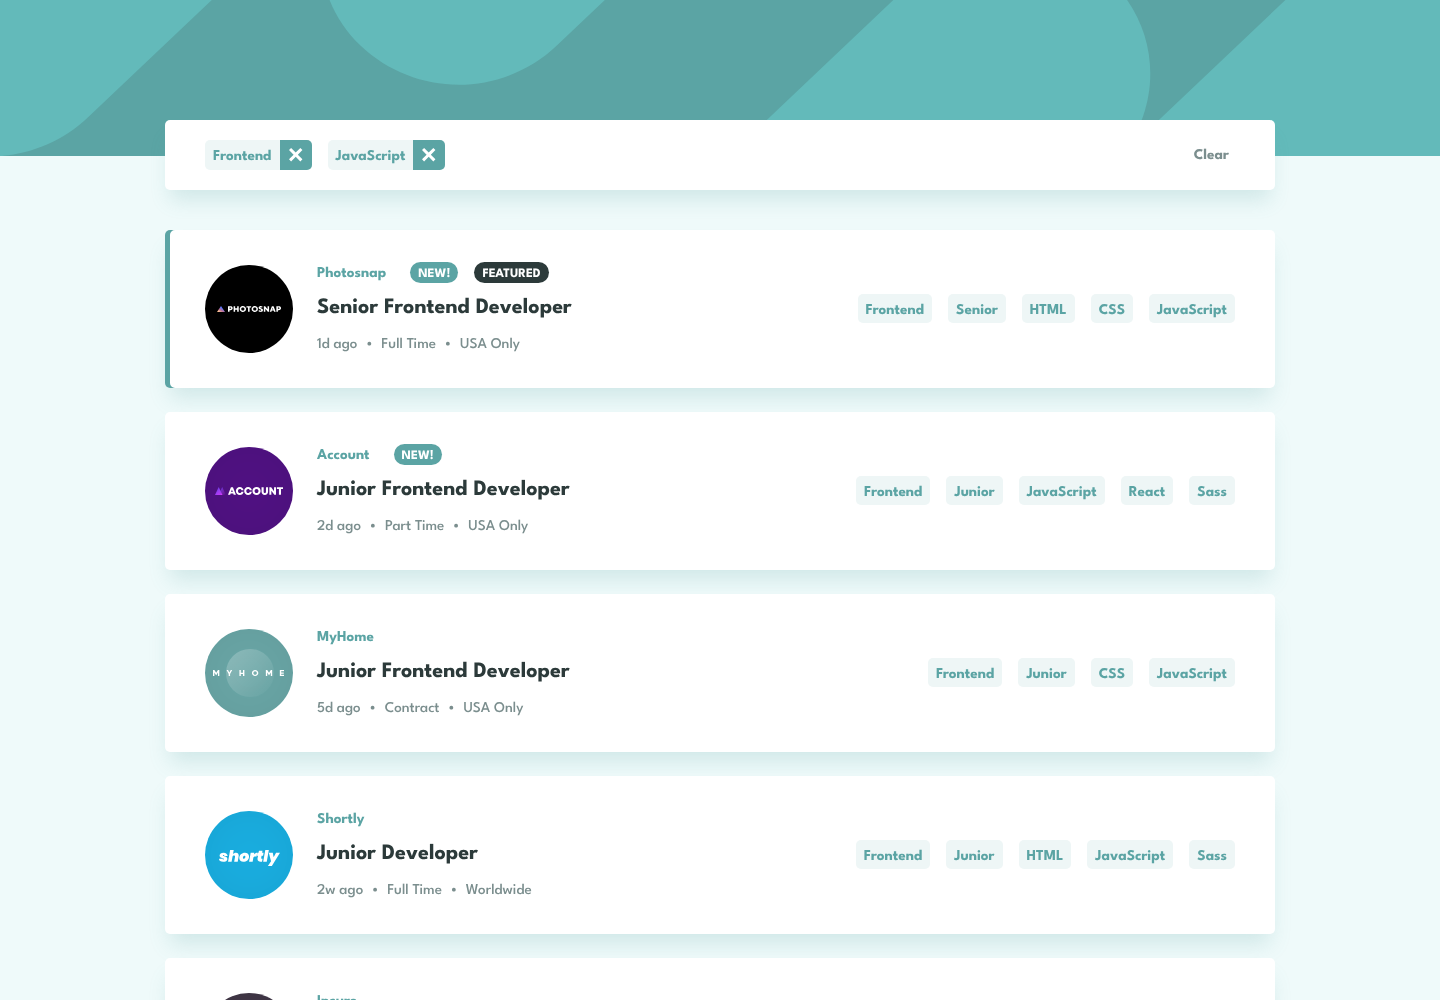 Frontend JavaScript Clear
PHOTOSNAP
Photosnap NEW! FEATURED
Senior Frontend Developer
1d ago • Full Time • USA Only
Frontend Senior HTML CSS JavaScript
ACCOUNT
Account NEW!
Junior Frontend Developer
2d ago • Part Time • USA Only
Frontend Junior JavaScript React Sass
MYHOME
MyHome
Junior Frontend Developer
5d ago • Contract • USA Only
Frontend Junior CSS JavaScript
shortly
Shortly
Junior Developer
2w ago • Full Time • Worldwide
Frontend Junior HTML JavaScript Sass